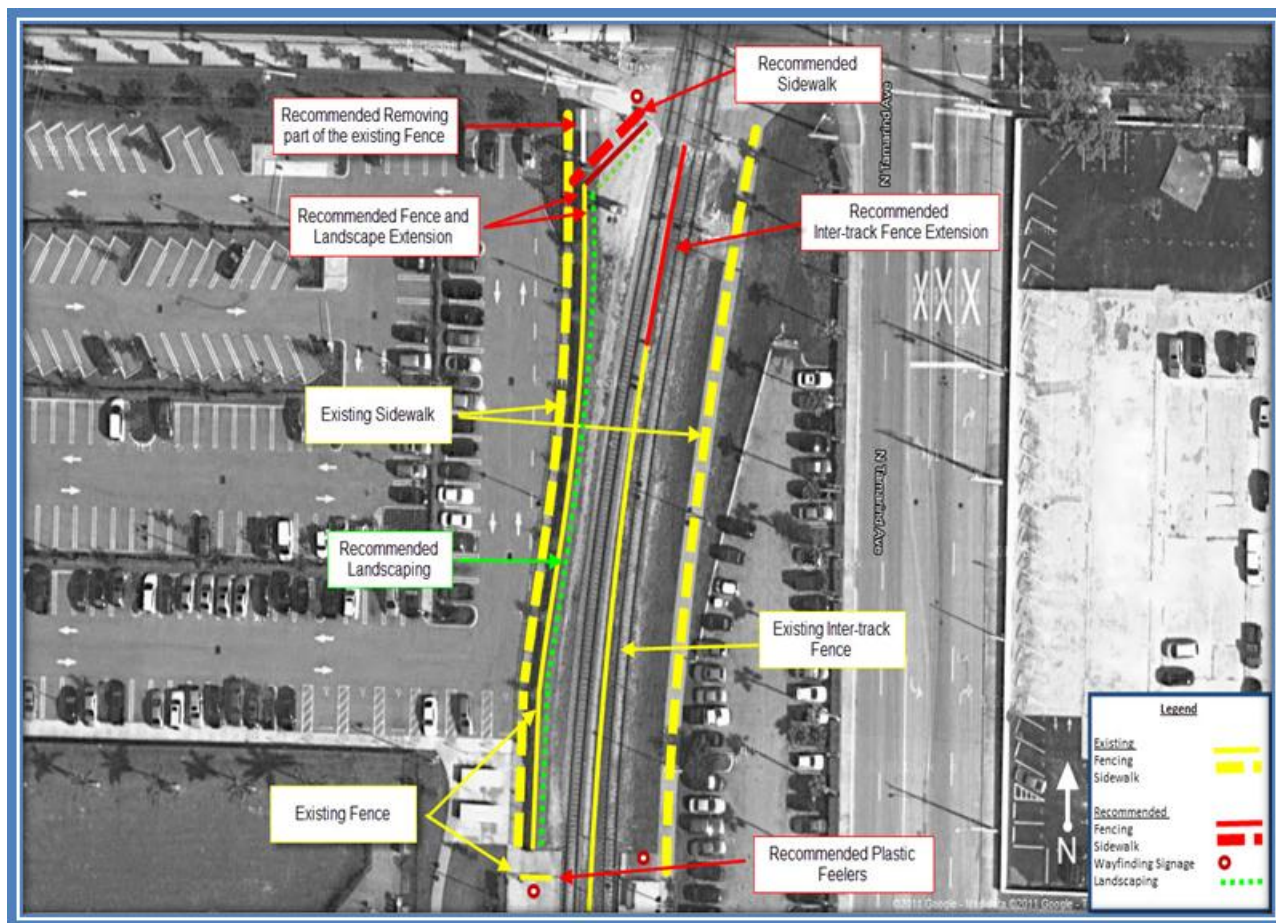 Recommended
Sidewalk
Recommended Removing
part of the existing Fence
N Tamarind Ave
Recommended Fence and
Landscape Extension
Recommended
Inter-track Fence Extension
Existing Sidewalk
N Tamarind Ave
Recommended
Landscaping
Existing Inter-track
Fence
Existing Fence
Recommended Plastic
Feelers
Legend
Existing
Fencing
Sidewalk
Recommended
Fencing
Sidewalk
Wayfinding Signage
Landscaping
N
©2011 Google
©2011 Google